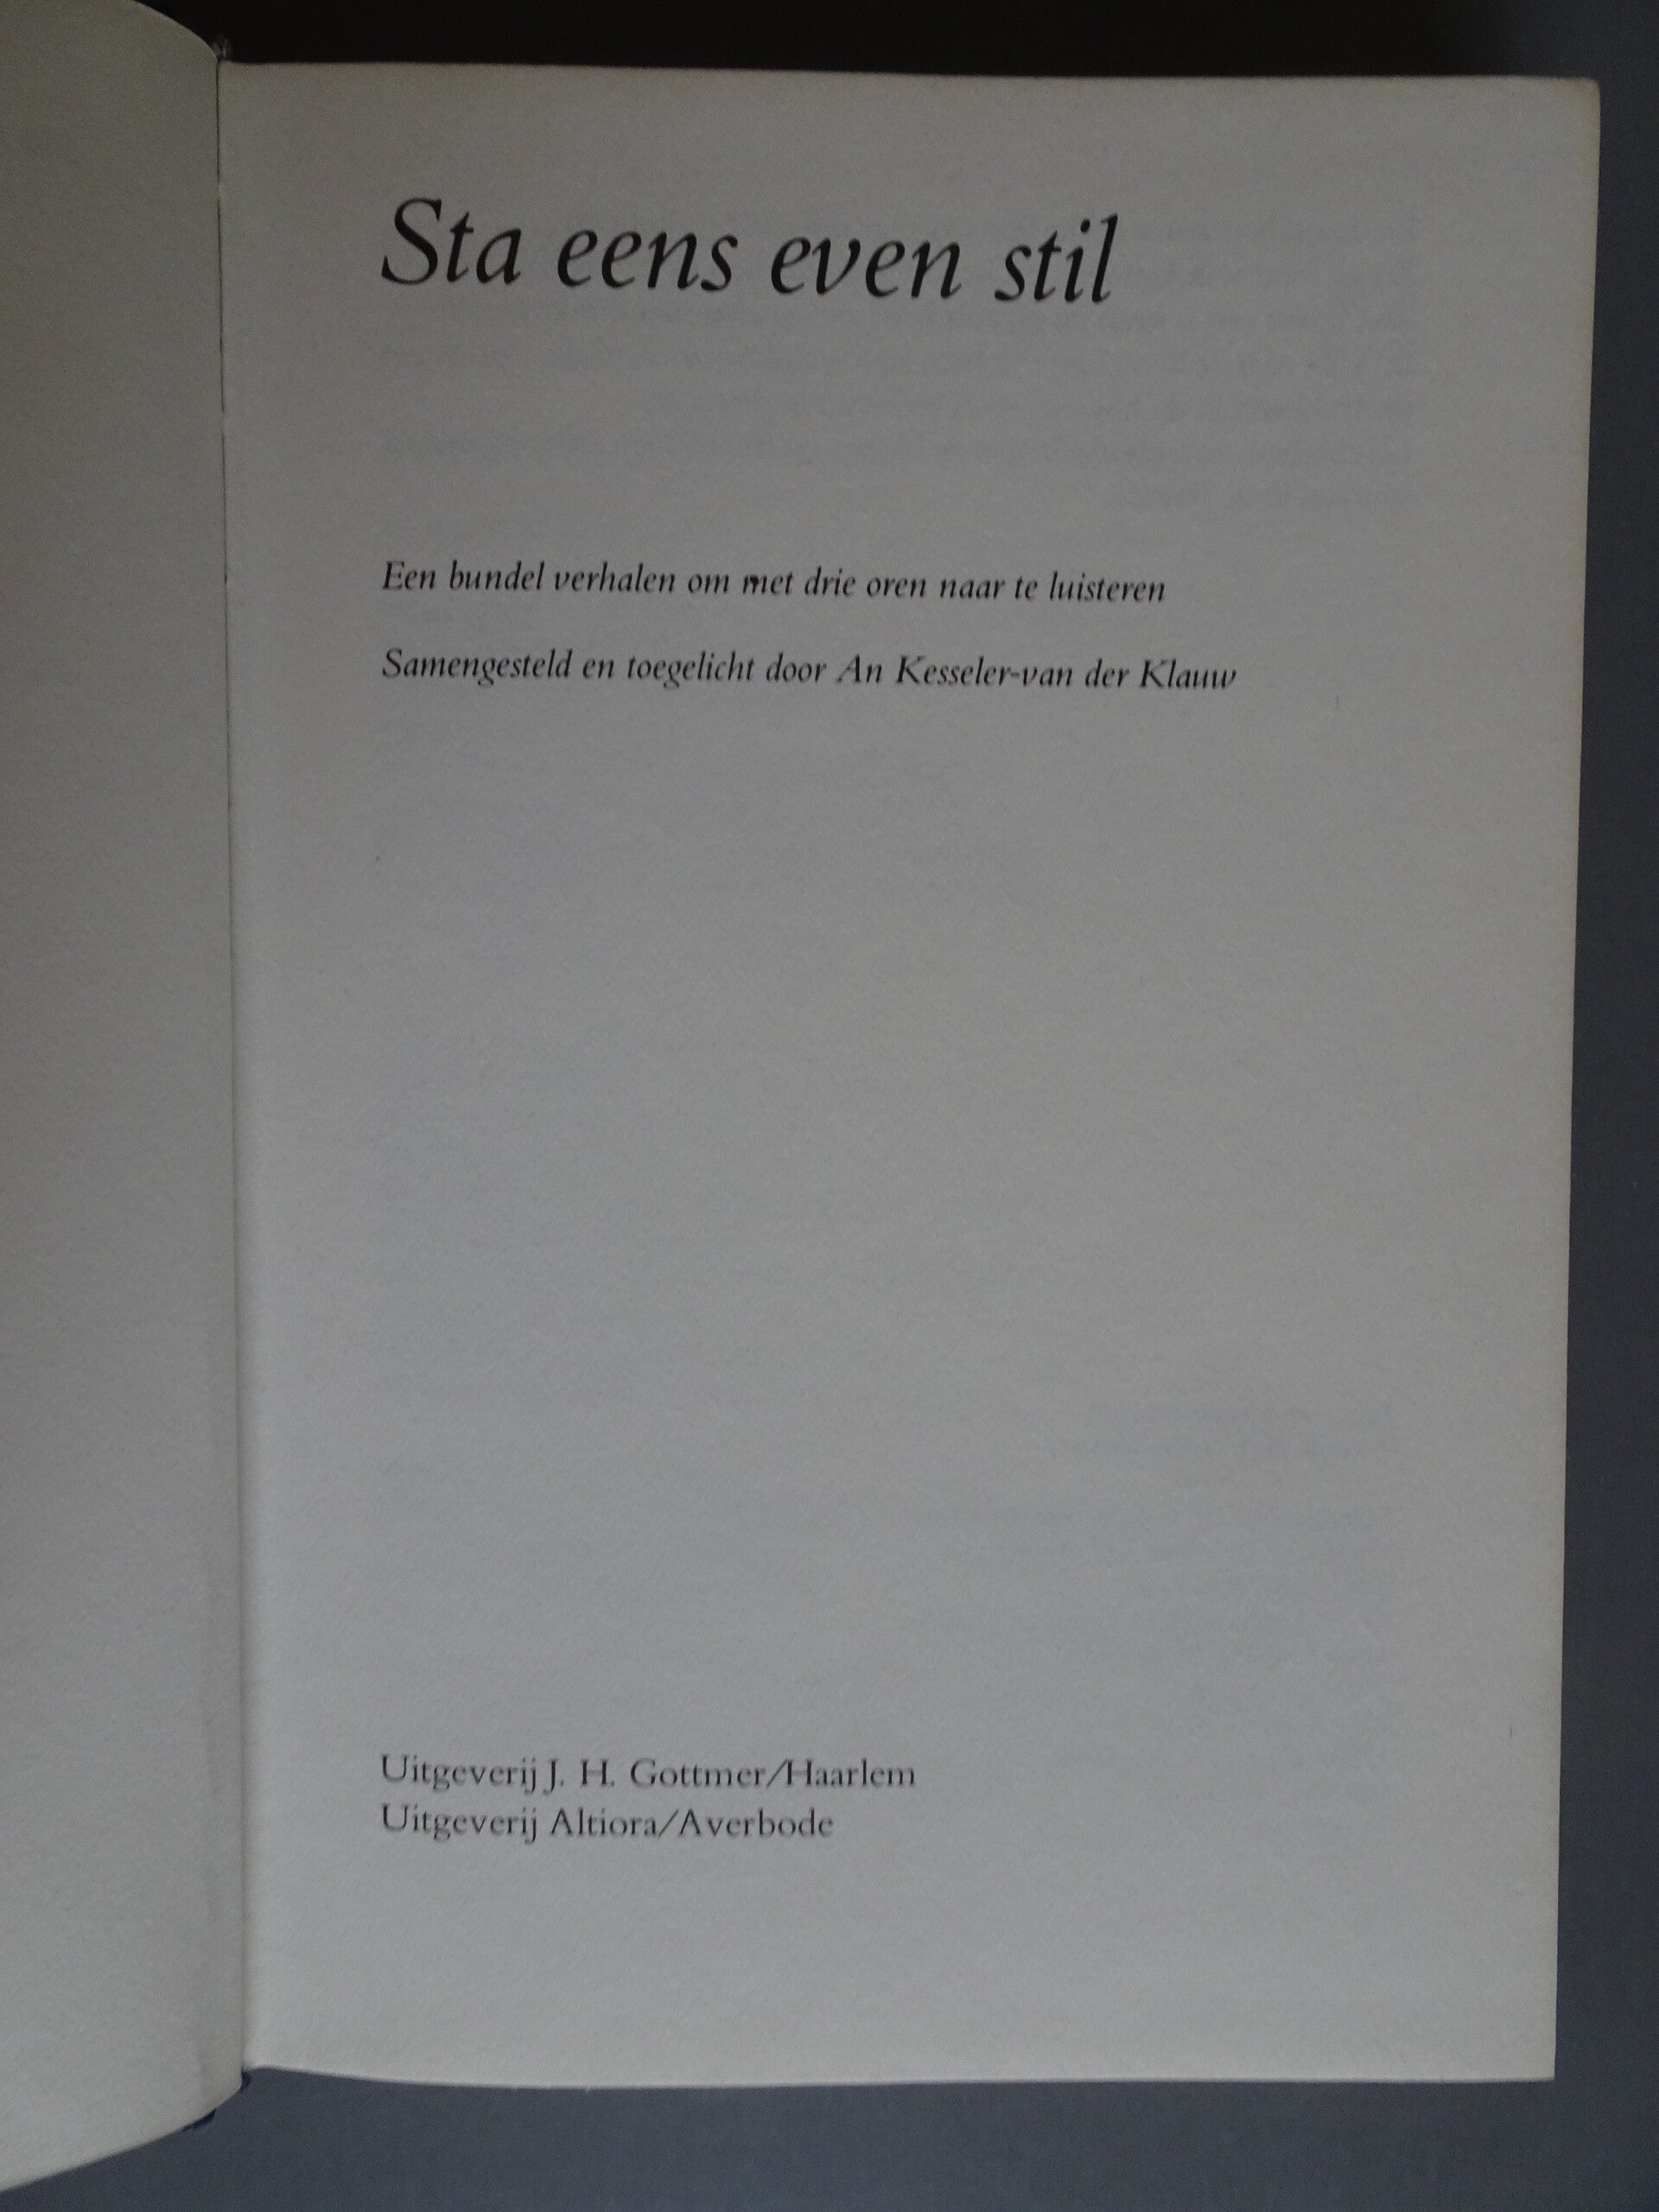 Sta eens even stil
Een bundel verhalen om met drie oren naar te luisteren
Samengesteld en toegelicht door An Kesseler-van der Klauw
Uitgeverij J. H. Gottmer/Haarlem
Uitgeverij Altiora/Averbode